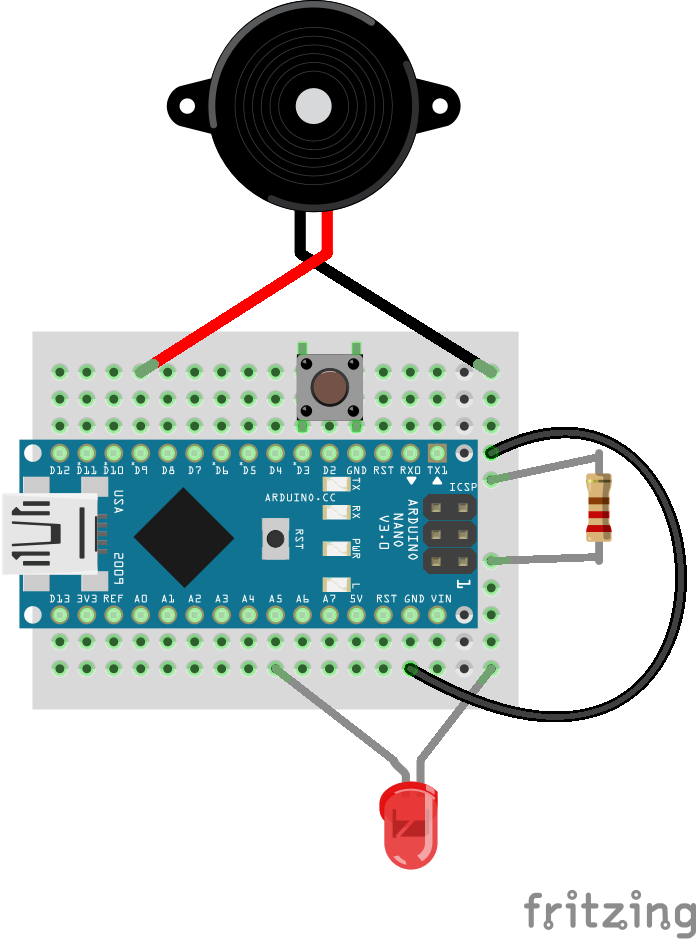 D12 D11 D10 D9 D8 D7 D6 D5 D4 D3 D2 GND RST RX0 TX1
TX
ARDUINO.CC
ICSP
RX
USA
ARDUINO
NANO
V3.0
RST
PWR
2009
L
1
D13 3V3 REF A0 A1 A2 A3 A4 A5 A6 A7 5V RST GND VIN
fritzing